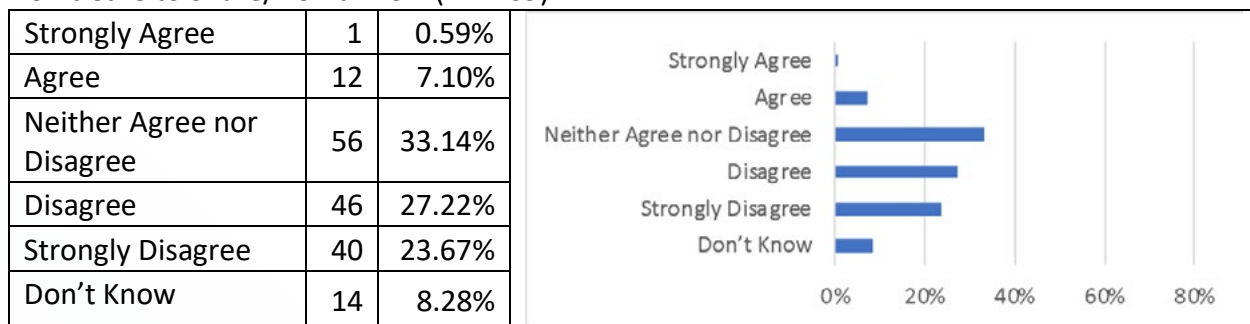 Strongly Agree 1 0.59%
Agree 12 7.10%
Neither Agree nor
Disagree 56 33.14%
Disagree 46 27.22%
Strongly Disagree 40 23.67%
Don't Know 14 8.28%
Strongly Agree
Agree
Neither Agree nor Disagree
Disagree
Strongly Disagree
Don't Know
0% 20% 40% 60% 80%